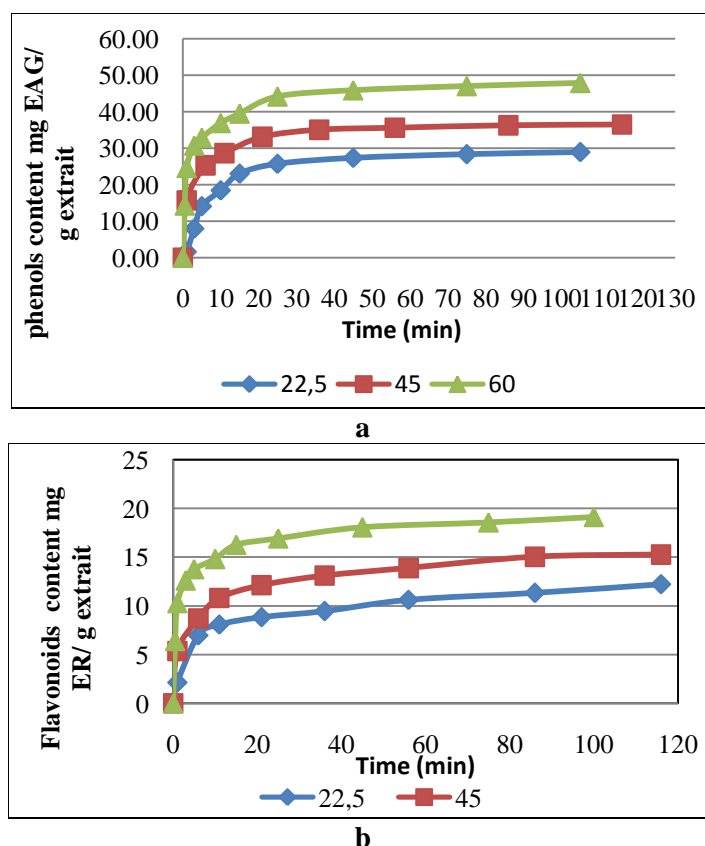 phenols content mg EAG/
g extrait
60.00
50.00
40.00
30.00
20.00
10.00
0.00
0 10 20 30 40 50 60 70 80 90 100 110 120 130
Time (min)
22,5 45 60
a
Flavonoids content mg
ER/ g extrait
25
20
15
10
5
0
0 20 40 60 80 100 120
Time (min)
22,5 45
b